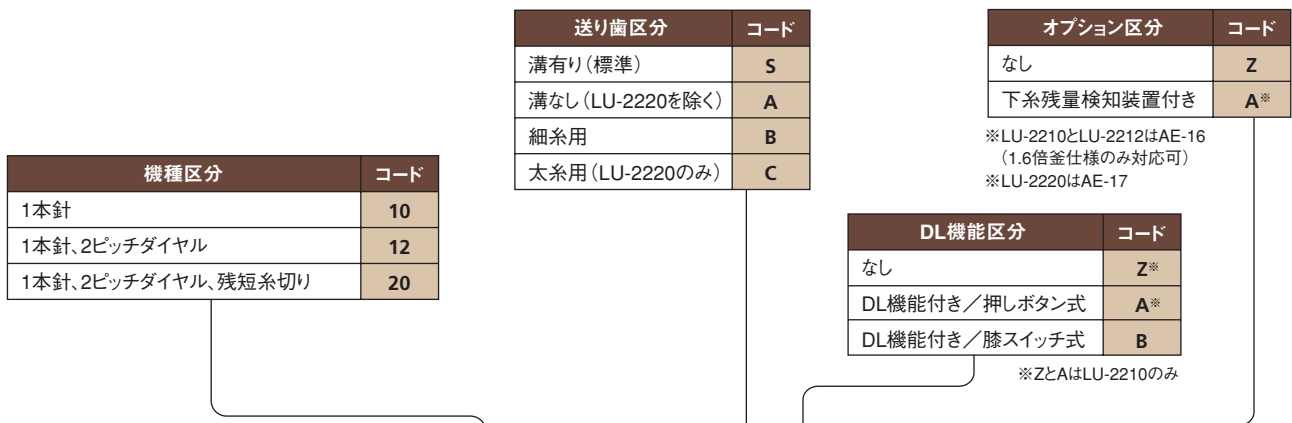 送り歯区分 コード
溝有り（標準） S
溝なし（LU-2220を除く） A
細糸用 B
太糸用（LU-2220のみ） C
オプション区分 コード
なし Z
下糸残量検知装置付き A※
※LU-2210とLU-2212はAE-16
（1.6倍釜仕様のみ対応可）
※LU-2220はAE-17
機種区分 コード
1本針 10
1本針、2ピッチダイヤル 12
1本針、2ピッチダイヤル、残短糸切り 20
DL機能区分 コード
なし Z※
DL機能付き／押しボタン式 A※
DL機能付き／膝スイッチ式 B
※ZとAはLU-2210のみ